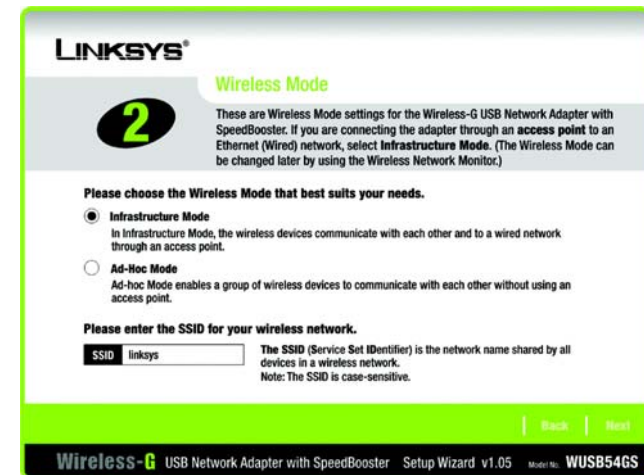 LINKSYS®
Wireless Mode
2
These are Wireless Mode settings for the Wireless-G USB Network Adapter with
SpeedBooster. If you are connecting the adapter through an access point to an
Ethernet (Wired) network, select Infrastructure Mode. (The Wireless Mode can
be changed later by using the Wireless Network Monitor.)
Please choose the Wireless Mode that best suits your needs.
Infrastructure Mode
In Infrastructure Mode, the wireless devices communicate with each other and to a wired network
through an access point.
Ad-Hoc Mode
Ad-hoc Mode enables a group of wireless devices to communicate with each other without using an
access point.
Please enter the SSID for your wireless network.
SSID linksys
The SSID (Service Set IDentifier) is the network name shared by all
devices in a wireless network.
Note: The SSID is case-sensitive.
Back Next
Wireless-G USB Network Adapter with SpeedBooster Setup Wizard v1.05 Model No. WUSB54GS